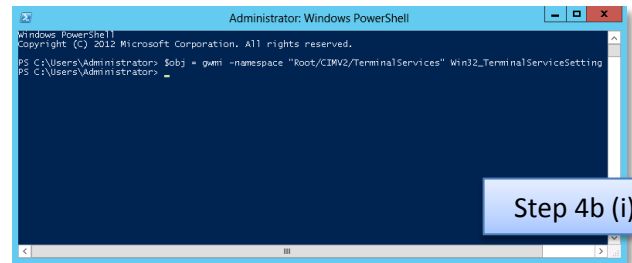 Administrator: Windows PowerShell
Windows PowerShell
Copyright (C) 2012 Microsoft Corporation. All rights reserved.
PS C:\Users\Administrator> $obj = gwmi -namespace "Root/CIMV2/TerminalServices" Win32_TerminalServiceSetting
PS C:\Users\Administrator> _
Step 4b (i)